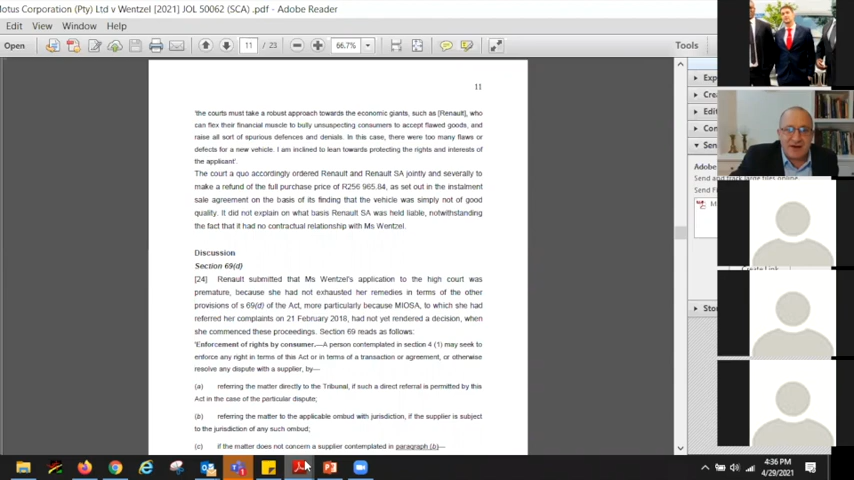 lotus Corporation (Pty) Ltd v Wentzel [2021] JOL 50062 (SCA) .pdf - Adobe Reader
Edit View Window Help
Open 11 / 23 66.7% Tools
11
'the courts must take a robust approach towards the economic giants, such as [Renault], who
can flex their financial muscle to bully unsuspecting consumers to accept flawed goods, and
raise all sort of spurious defences and denials. In this case, there were too many flaws or
defects for a new vehicle. I am inclined to lean towards protecting the rights and interests of
the applicant'.
The court a quo accordingly ordered Renault and Renault SA jointly and severally to
make a refund of the full purchase price of R256 965.84, as set out in the instalment
sale agreement on the basis of its finding that the vehicle was simply not of good
quality. It did not explain on what basis Renault SA was held liable, notwithstanding
the fact that it had no contractual relationship with Ms Wentzel.
Discussion
Section 69(d)
[24] Renault submitted that Ms Wentzel's application to the high court was
premature, because she had not exhausted her remedies in terms of the other
provisions of s 69(d) of the Act, more particularly because MIOSA, to which she had
referred her complaints on 21 February 2018, had not yet rendered a decision, when
she commenced these proceedings. Section 69 reads as follows:
'Enforcement of rights by consumer.—A person contemplated in section 4 (1) may seek to
enforce any right in terms of this Act or in terms of a transaction or agreement, or otherwise
resolve any dispute with a supplier, by—
(a) referring the matter directly to the Tribunal, if such a direct referral is permitted by this
Act in the case of the particular dispute;
(b) referring the matter to the applicable ombud with jurisdiction, if the supplier is subject
to the jurisdiction of any such ombud;
(c) if the matter does not concern a supplier contemplated in paragraph (b)—
Exp
Crea
Edit
Con
Sen
Adobe
Send and
Send Fi
M
Create Link
Sto
4:36 PM
4/29/2021